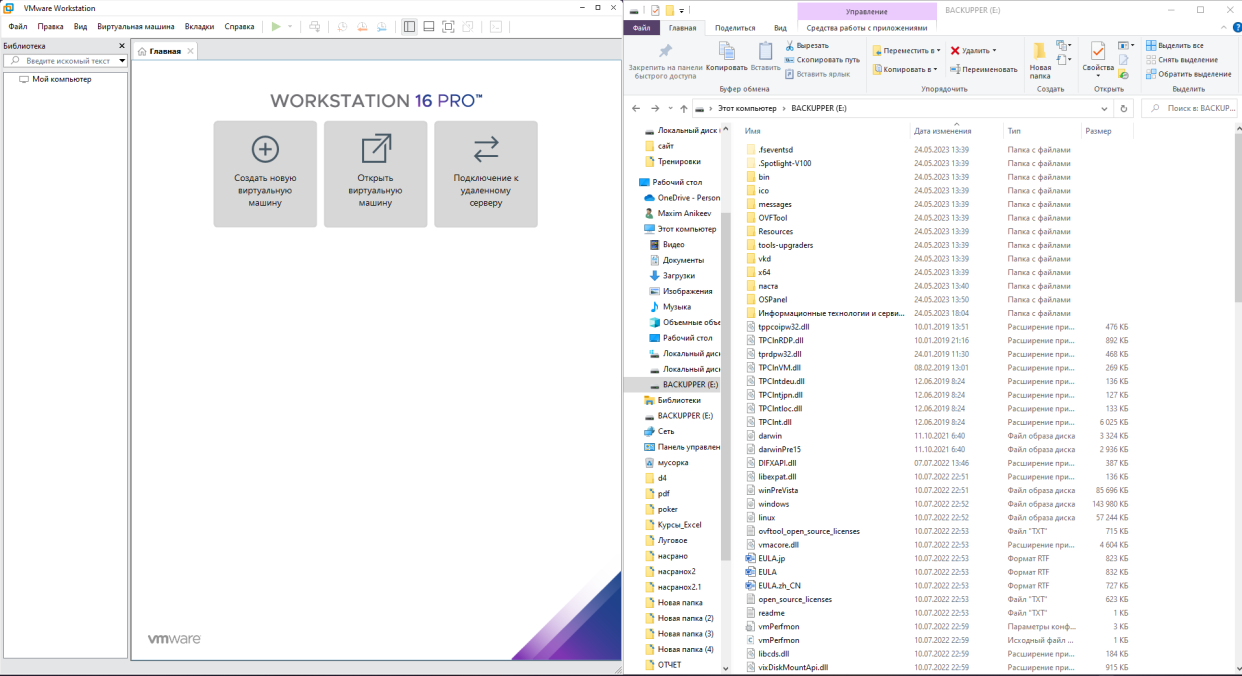 VMware Workstation
Файл Правка Вид Виртуальная машина Вкладки Справка
Библиотека
Введите искомый текст
Мой компьютер
Главная
WORKSTATION 16 PRO™
Создать новую
виртуальную
машину
Открыть
виртуальную
машину
Подключение к
удаленному
серверу
vmware
Управление
BACKUPPER (E:)
Файл Главная Поделиться Вид Средства работы с приложениями
Закрепить на панели
быстрого доступа
Копировать
Вставить
Вырезать
Скопировать путь
Вставить ярлык
Буфер обмена
Переместить в
Копировать в
Удалить
Переименовать
Упорядочить
Новая
папка
Создать
Свойства
Открыть
Выделить все
Снять выделение
Обратить выделение
Выделить
Этот компьютер › BACKUPPER (E:)
Поиск в: BACKUP...
Локальный диск
сайт
Тренировки
Рабочий стол
OneDrive - Person
Maxim Anikeev
Этот компьютер
Видео
Документы
Загрузки
Изображения
Музыка
Объемные объе
Рабочий стол
Локальный дисн
Локальный дисн
BACKUPPER (E:)
Библиотеки
BACKUPPER (E:)
Сеть
Панель управлен
мусорка
d4
pdf
poker
Курсы_Excel
Луговое
насрано
насранох2
насранох2.1
Новая папка
Новая папка (2)
Новая папка (3)
Новая папка (4)
ОТЧЕТ
Имя Дата изменения Тип Размер
.fseventsd 24.05.2023 13:39 Папка с файлами
.Spotlight-V100 24.05.2023 13:39 Папка с файлами
bin 24.05.2023 13:39 Папка с файлами
ico 24.05.2023 13:39 Папка с файлами
messages 24.05.2023 13:39 Папка с файлами
OVFTool 24.05.2023 13:39 Папка с файлами
Resources 24.05.2023 13:39 Папка с файлами
tools-upgraders 24.05.2023 13:39 Папка с файлами
vkd 24.05.2023 13:39 Папка с файлами
x64 24.05.2023 13:39 Папка с файлами
паста 24.05.2023 13:40 Папка с файлами
OSPanel 24.05.2023 13:50 Папка с файлами
Информационные технологии и серви... 24.05.2023 18:04 Папка с файлами
tppcoipw32.dll 10.01.2019 13:51 Расширение при... 476 КБ
TPClnRDP.dll 10.01.2019 21:16 Расширение при... 892 КБ
tprdpw32.dll 24.01.2019 11:30 Расширение при... 468 КБ
TPClnVM.dll 08.02.2019 13:01 Расширение при... 269 КБ
TPClntdeu.dll 12.06.2019 8:24 Расширение при... 136 КБ
TPClntjpn.dll 12.06.2019 8:24 Расширение при... 127 КБ
TPClntloc.dll 12.06.2019 8:24 Расширение при... 133 КБ
TPClnt.dll 12.06.2019 8:24 Расширение при... 6 025 КБ
darwin 11.10.2021 6:40 Файл образа диска 3 324 КБ
darwinPre15 11.10.2021 6:40 Файл образа диска 2 936 КБ
DIFXAPI.dll 07.07.2022 13:46 Расширение при... 387 КБ
libexpat.dll 10.07.2022 22:51 Расширение при... 136 КБ
winPreVista 10.07.2022 22:51 Файл образа диска 85 696 КБ
windows 10.07.2022 22:52 Файл образа диска 143 980 КБ
linux 10.07.2022 22:52 Файл образа диска 57 244 КБ
ovftool_open_source_licenses 10.07.2022 22:53 Файл "TXT" 715 КБ
vmacore.dll 10.07.2022 22:53 Расширение при... 4 604 КБ
EULA.jp 10.07.2022 22:53 Формат RTF 823 КБ
EULA 10.07.2022 22:53 Формат RTF 832 КБ
EULA.zh_CN 10.07.2022 22:53 Формат RTF 727 КБ
open_source_licenses 10.07.2022 22:53 Файл "TXT" 623 КБ
readme 10.07.2022 22:53 Файл "TXT" 1 КБ
vmPerfmon 10.07.2022 22:59 Параметры конф... 3 КБ
vmPerfmon 10.07.2022 22:59 Исходный файл ... 1 КБ
libcds.dll 10.07.2022 22:59 Расширение при... 184 КБ
vixDiskMountApi.dll 10.07.2022 22:59 Расширение при... 915 КБ